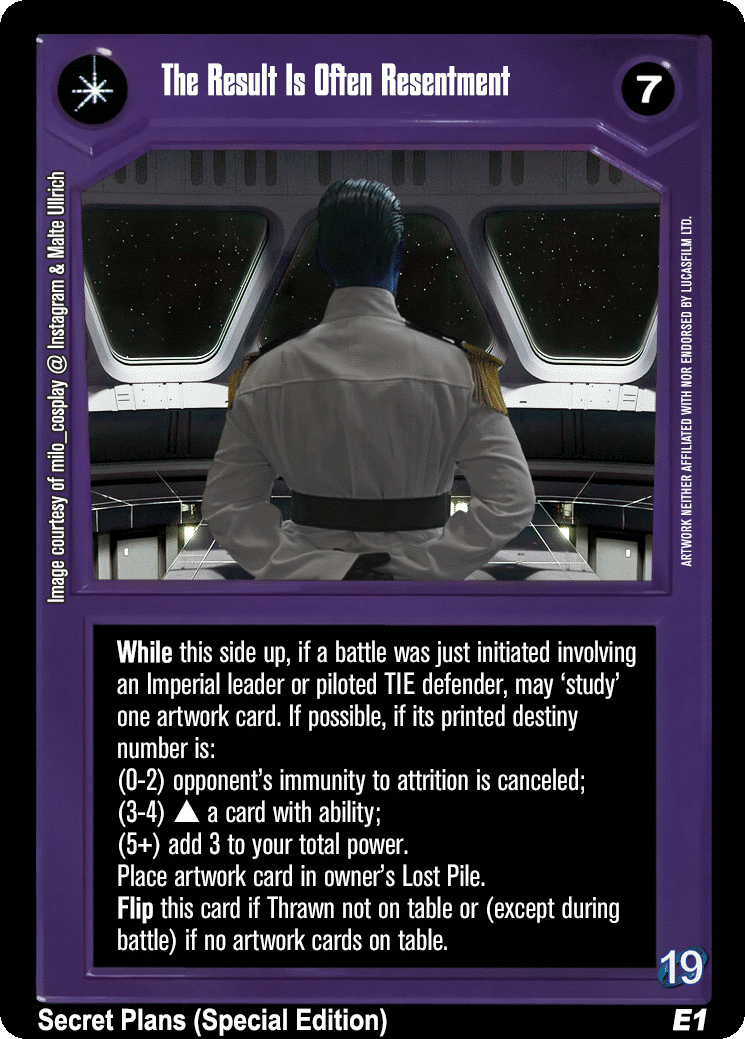 The Result Is Often Resentment
7
Image courtesy of milo_cosplay @ Instagram & Malte Ullrich
ARTWORK NEITHER AFFILIATED WITH NOR ENDORSED BY LUCASFILM LTD.
While this side up, if a battle was just initiated involving
an Imperial leader or piloted TIE defender, may ‘study’
one artwork card. If possible, if its printed destiny
number is:
(0-2) opponent’s immunity to attrition is canceled;
(3-4) ▲ a card with ability;
(5+) add 3 to your total power.
Place artwork card in owner’s Lost Pile.
Flip this card if Thrawn not on table or (except during
battle) if no artwork cards on table.
19
Secret Plans (Special Edition)
E1